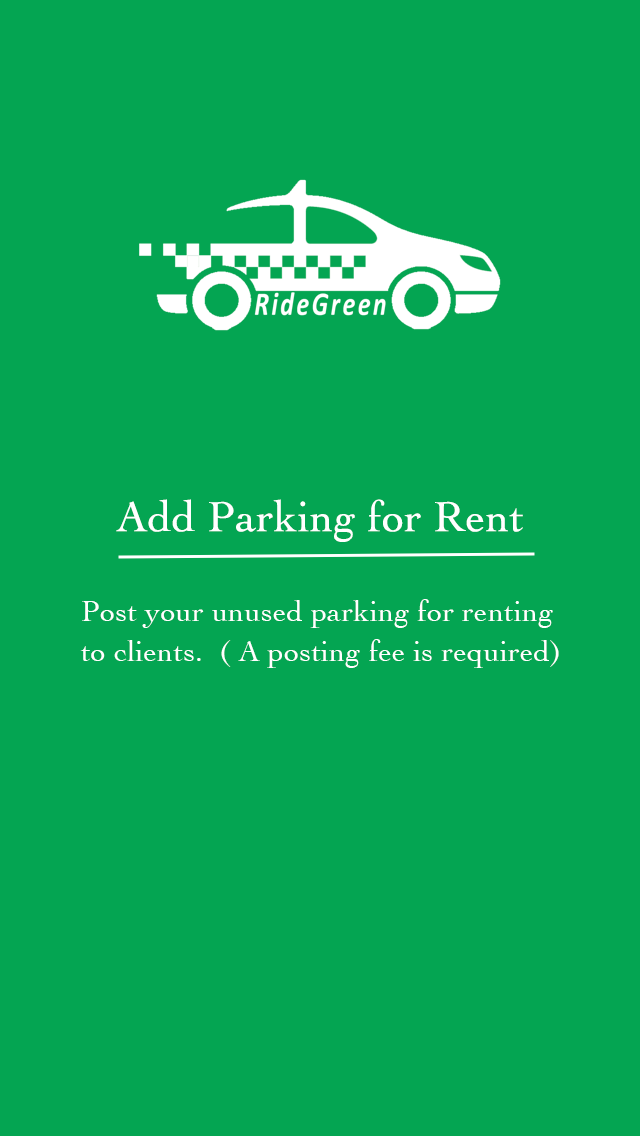 RideGreen
Add Parking for Rent
Post your unused parking for renting
to clients.  ( A posting fee is required)